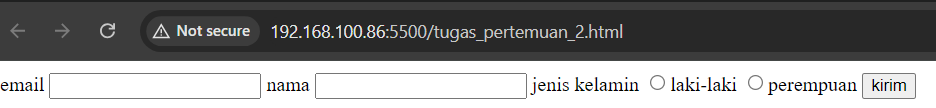 Not secure 192.168.100.86:5500/tugas_pertemuan_2.html
email nama jenis kelamin laki-laki perempuan kirim